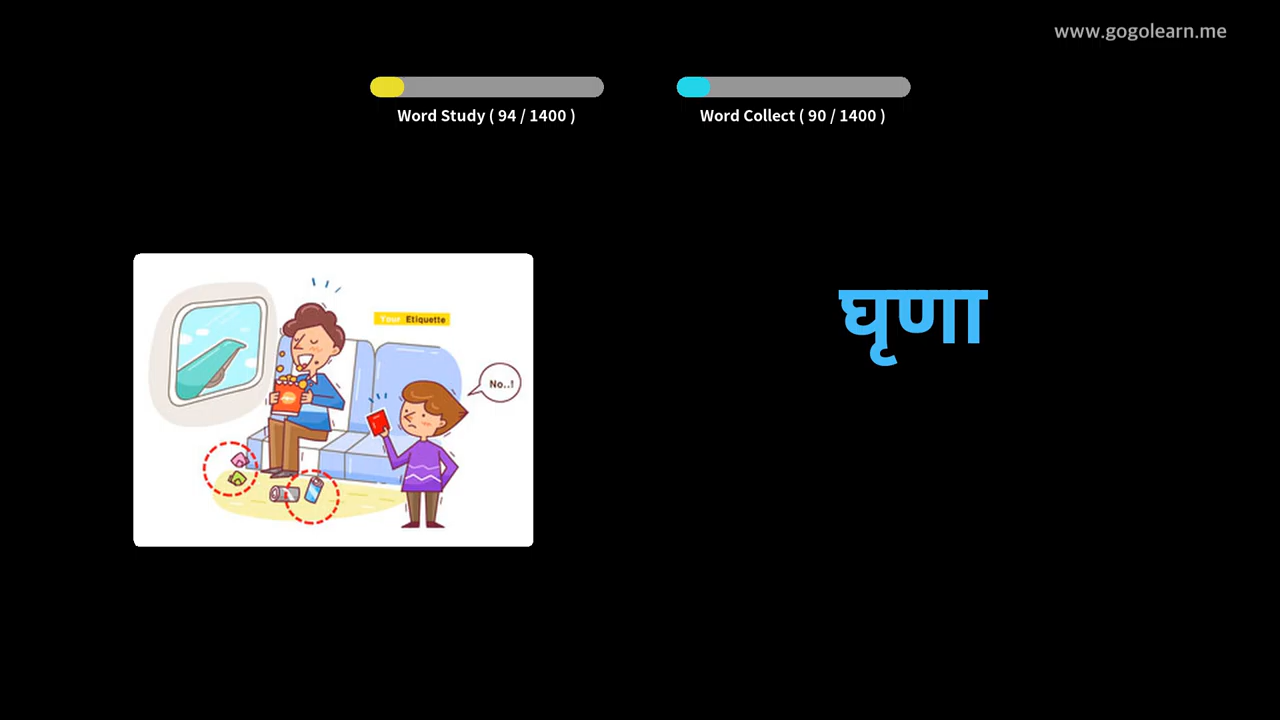 www.gogolearn.me
Word Study ( 94 / 1400 )
Word Collect ( 90 / 1400 )
घृणा
Your Etiquette
No..!